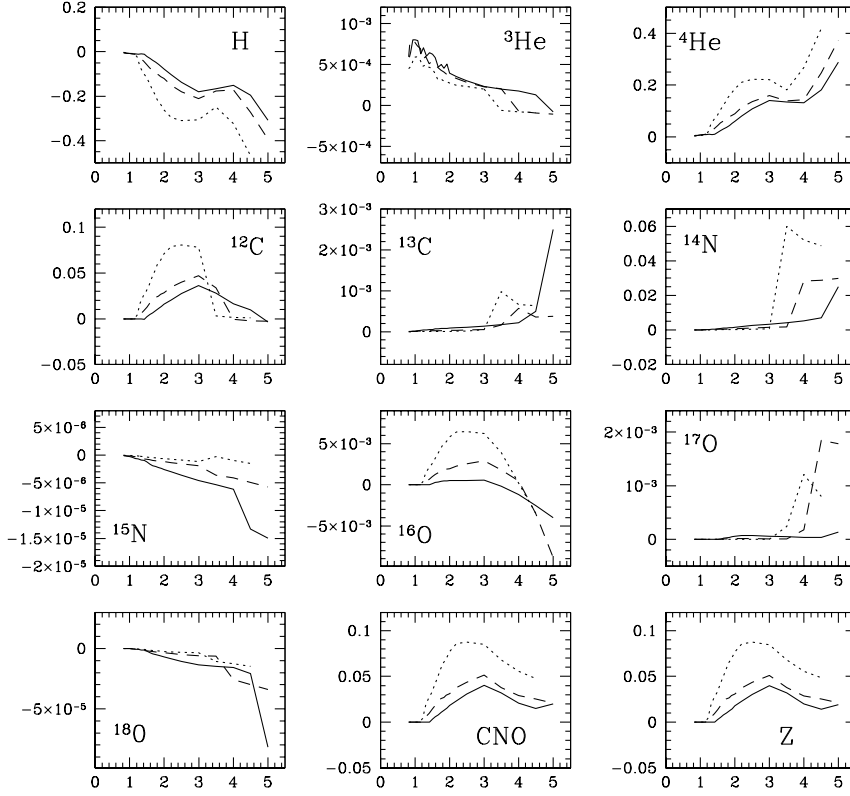 0.2
0
−0.2
−0.4
H
0 1 2 3 4 5
10⁻³
5×10⁻⁴
0
−5×10⁻⁴
³He
0 1 2 3 4 5
0.4
0.2
0
⁴He
0 1 2 3 4 5
0.1
0.05
0
−0.05
¹²C
0 1 2 3 4 5
3×10⁻³
2×10⁻³
10⁻³
0
¹³C
0 1 2 3 4 5
0.06
0.04
0.02
0
−0.02
¹⁴N
0 1 2 3 4 5
5×10⁻⁶
0
−5×10⁻⁶
−10⁻⁵
−1.5×10⁻⁵
−2×10⁻⁵
¹⁵N
0 1 2 3 4 5
5×10⁻³
0
−5×10⁻³
¹⁶O
0 1 2 3 4 5
2×10⁻³
10⁻³
0
¹⁷O
0 1 2 3 4 5
0
−5×10⁻⁵
¹⁸O
0 1 2 3 4 5
0.1
0.05
0
−0.05
CNO
0 1 2 3 4 5
0.1
0.05
0
−0.05
Z
0 1 2 3 4 5